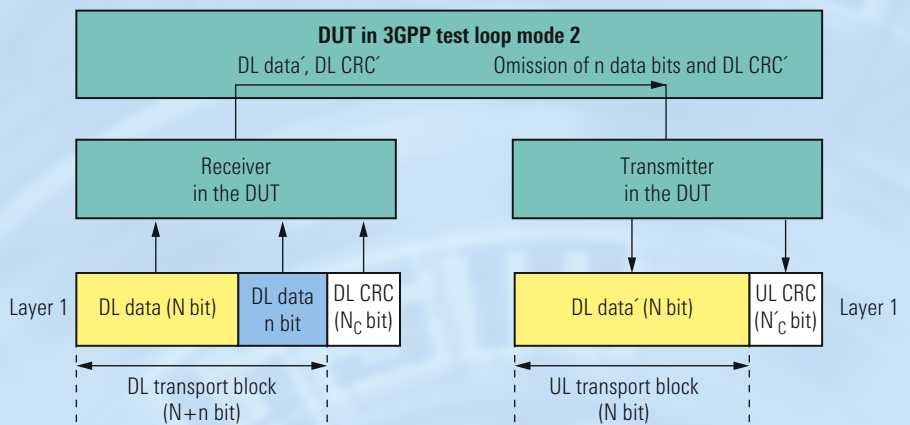 DUT in 3GPP test loop mode 2
DL data´, DL CRC´
Omission of n data bits and DL CRC´
Receiver
in the DUT
Transmitter
in the DUT
Layer 1
DL data (N bit)
DL data
n bit
DL CRC
(NC bit)
DL data´ (N bit)
UL CRC
(N´C bit)
Layer 1
DL transport block
(N+n bit)
UL transport block
(N bit)